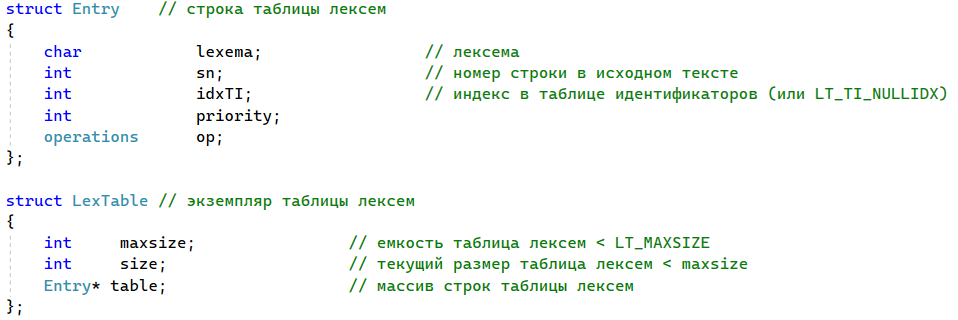 struct Entry    // строка таблицы лексем
{
    char            lexema;                 // лексема
    int             sn;                     // номер строки в исходном тексте
    int             idxTI;                  // индекс в таблице идентификаторов (или LT_TI_NULLIDX)
    int             priority;
    operations      op;
};

struct LexTable // экземпляр таблицы лексем
{
    int     maxsize;                // емкость таблица лексем < LT_MAXSIZE
    int     size;                   // текущий размер таблица лексем < maxsize
    Entry* table;                   // массив строк таблицы лексем
};